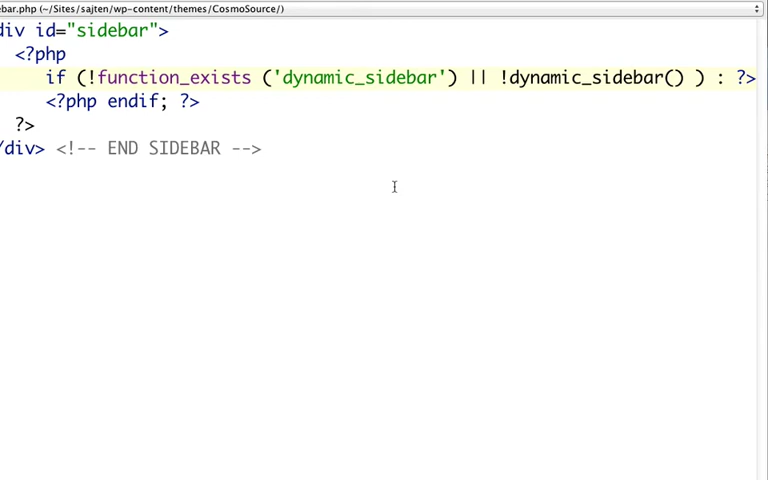 ebar.php (~/Sites/sajten/wp-content/themes/CosmoSource/)
div id="sidebar">
<?php
if (!function_exists ('dynamic_sidebar') || !dynamic_sidebar() ) : ?>
<?php endif; ?>
?>
/div> <!-- END SIDEBAR -->